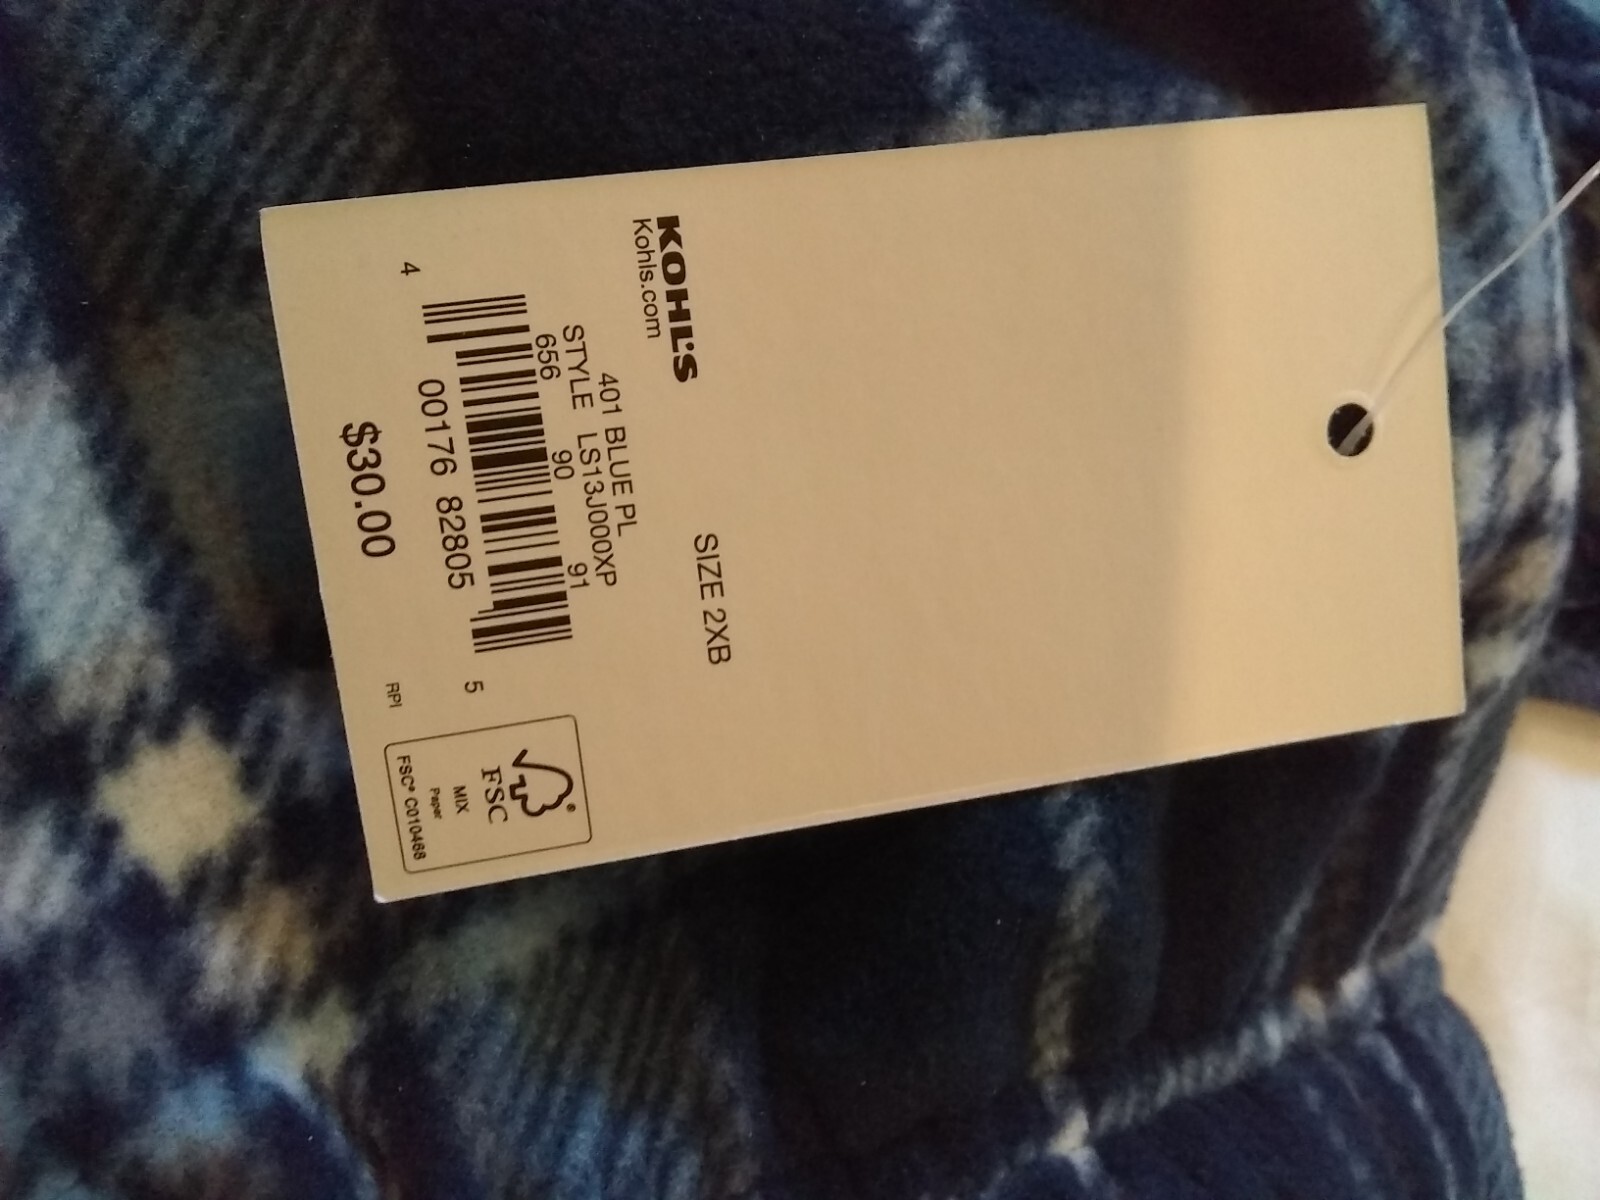 SIZE 2XB
KOHL'S
Kohls.com
401 BLUE PL
STYLE LS13J000XP
656 90 91
4 00176 82805 5
$30.00
RPI
FSC®
MIX
Paper
FSC® C010468